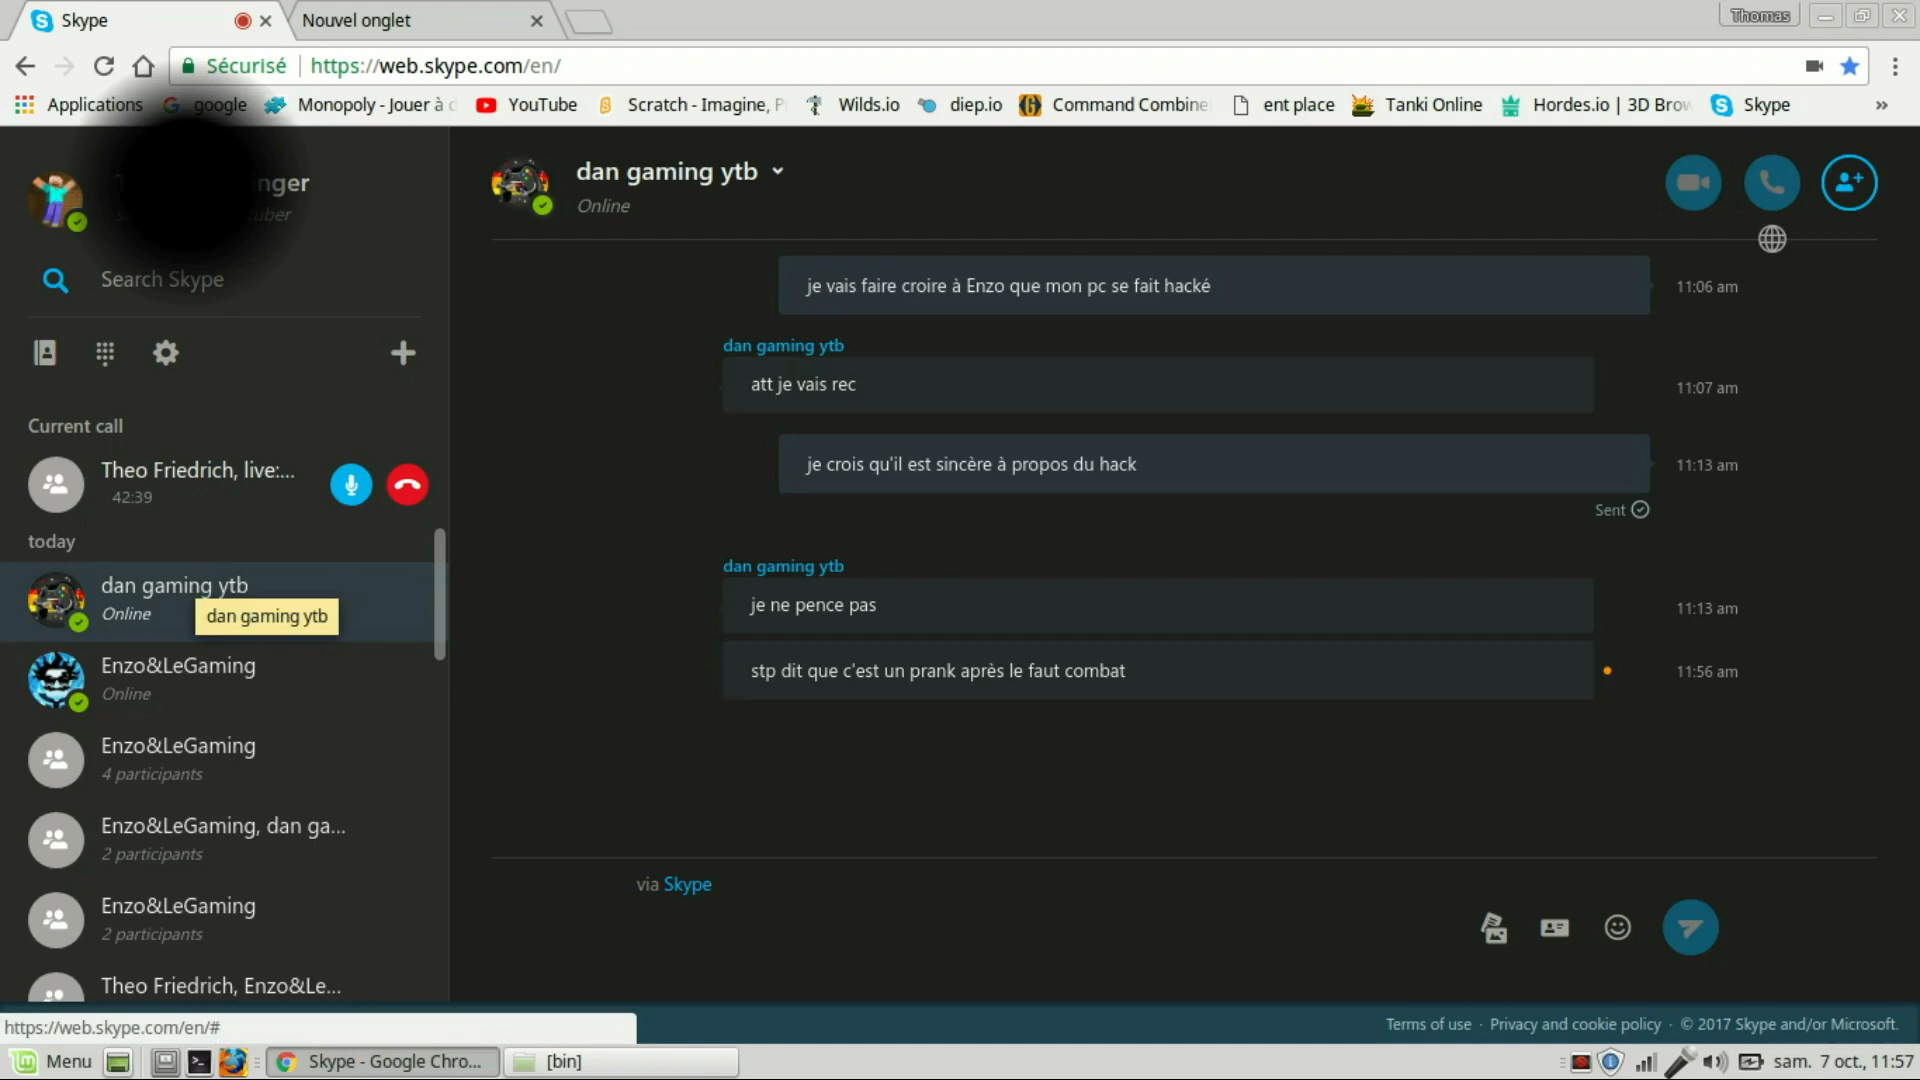 Skype
Nouvel onglet
Thomas
Sécurisé
https://web.skype.com/en/
Applications
google
Monopoly - Jouer à
YouTube
Scratch - Imagine, P
Wilds.io
diep.io
Command Combine
ent place
Tanki Online
Hordes.io | 3D Brow
Skype
»
inger
tuber
Search Skype
Current call
Theo Friedrich, live:...
42:39
today
dan gaming ytb
Online
dan gaming ytb
Enzo&LeGaming
Online
Enzo&LeGaming
4 participants
Enzo&LeGaming, dan ga...
2 participants
Enzo&LeGaming
2 participants
Theo Friedrich, Enzo&Le...
dan gaming ytb
Online
je vais faire croire à Enzo que mon pc se fait hacké
11:06 am
dan gaming ytb
att je vais rec
11:07 am
je crois qu'il est sincère à propos du hack
11:13 am
Sent
dan gaming ytb
je ne pence pas
11:13 am
stp dit que c'est un prank après le faut combat
11:56 am
via Skype
https://web.skype.com/en/#
Terms of use · Privacy and cookie policy · © 2017 Skype and/or Microsoft.
Menu
Skype - Google Chro...
[bin]
sam. 7 oct., 11:57